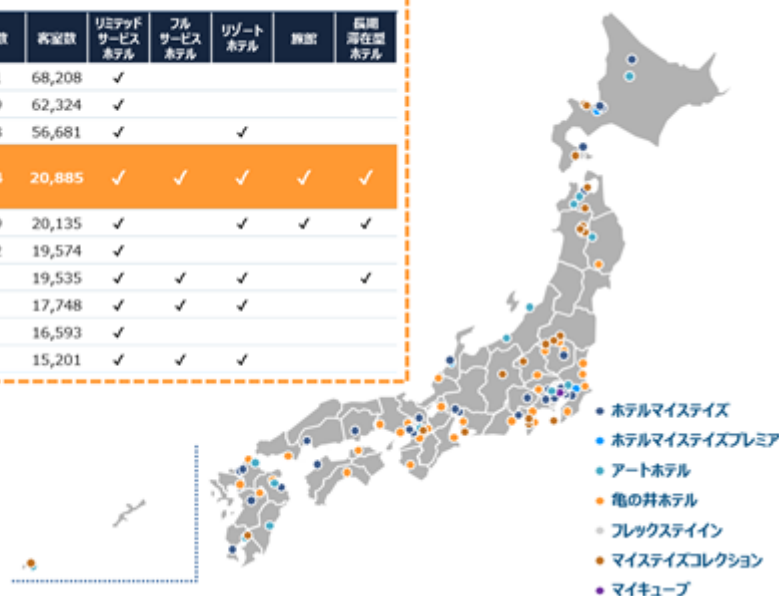 数 客室数 リミテッドサービスホテル フルサービスホテル リゾートホテル 旅館 長期滞在型ホテル
68,208 ✓
62,324 ✓
56,681 ✓ ✓
20,885 ✓ ✓ ✓ ✓ ✓
20,135 ✓ ✓ ✓ ✓
19,574 ✓
19,535 ✓ ✓ ✓ ✓
17,748 ✓ ✓ ✓
16,593 ✓
15,201 ✓ ✓ ✓
ホテルマイステイズ
ホテルマイステイズプレミア
アートホテル
亀の井ホテル
フレックステイイン
マイステイズコレクション
マイキューブ